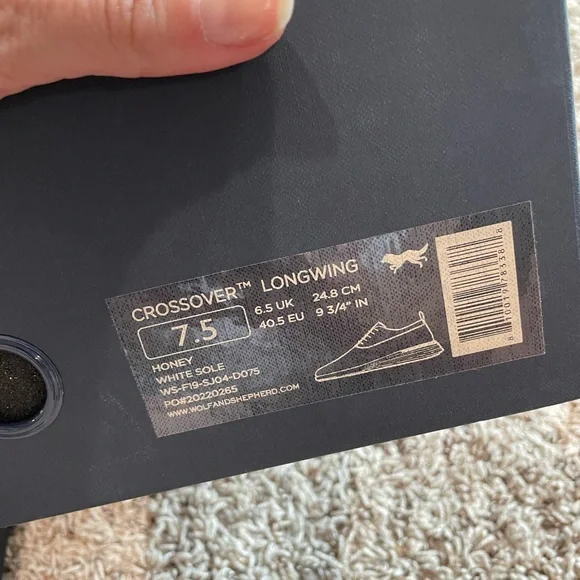 CROSSOVER™ LONGWING
7.5
6.5 UK 24.8 CM
40.5 EU 9 3/4" IN
HONEY
WHITE SOLE
WS-F19-SJ04-D075
PO#20220265
WWW.WOLFANDSHEPHERD.COM